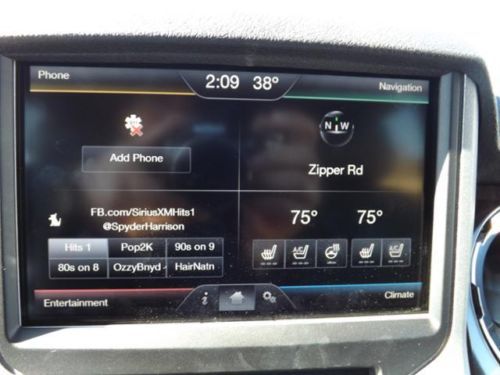 Phone
2:09 38°
Navigation
Add Phone
N W
Zipper Rd
FB.com/SiriusXMHits1
@SpyderHarrison
Hits 1 Pop2K 90s on 9
80s on 8 OzzyBnyd HairNatn
75° 75°
A/C A/C
Entertainment
i
Climate